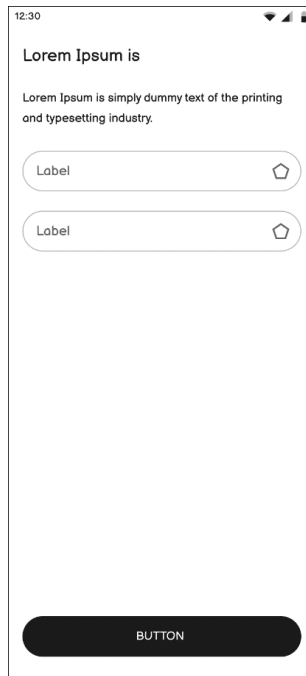 12:30
Lorem Ipsum is
Lorem Ipsum is simply dummy text of the printing
and typesetting industry.
Label
Label
BUTTON